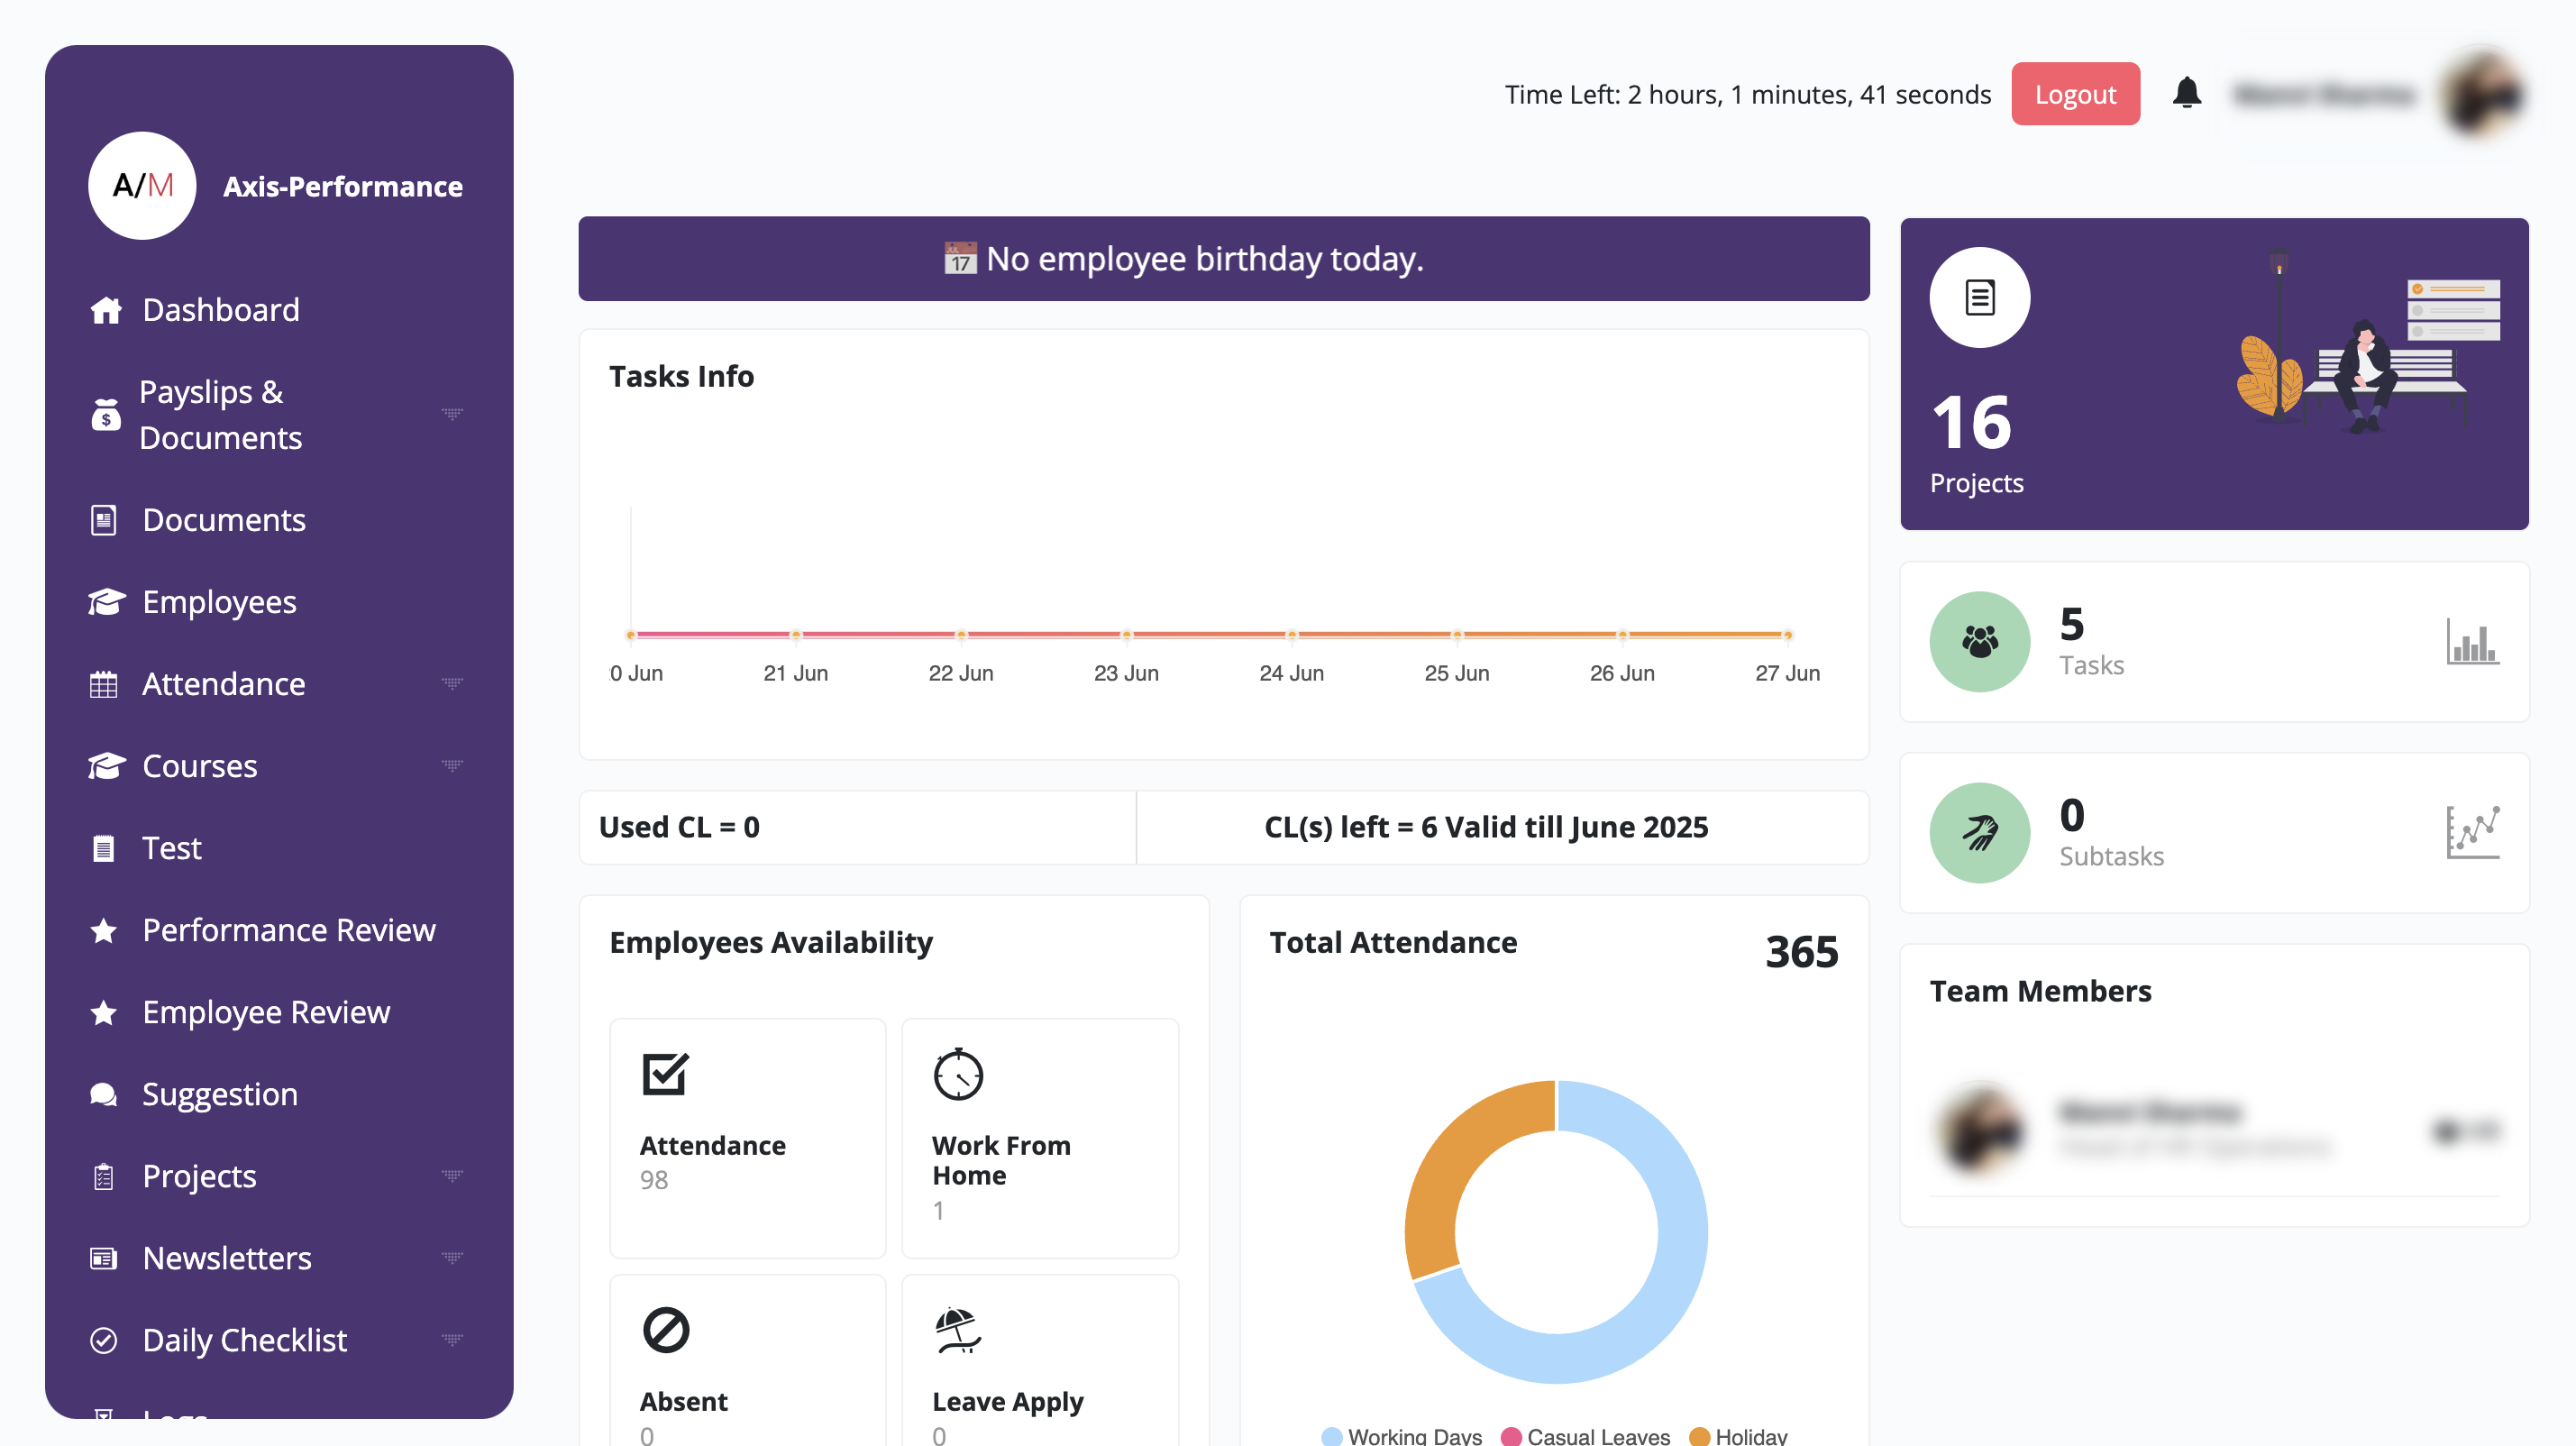 Time Left: 2 hours, 1 minutes, 41 seconds
Logout
A/M
Axis-Performance
Dashboard
Payslips &
Documents
Documents
Employees
Attendance
Courses
Test
Performance Review
Employee Review
Suggestion
Projects
Newsletters
Daily Checklist
Logs
17 No employee birthday today.
Tasks Info
0 Jun
21 Jun
22 Jun
23 Jun
24 Jun
25 Jun
26 Jun
27 Jun
Used CL = 0
CL(s) left = 6 Valid till June 2025
Employees Availability
Attendance
98
Work From
Home
1
Absent
0
Leave Apply
0
Total Attendance
365
Working Days
Casual Leaves
Holiday
16
Projects
5
Tasks
0
Subtasks
Team Members